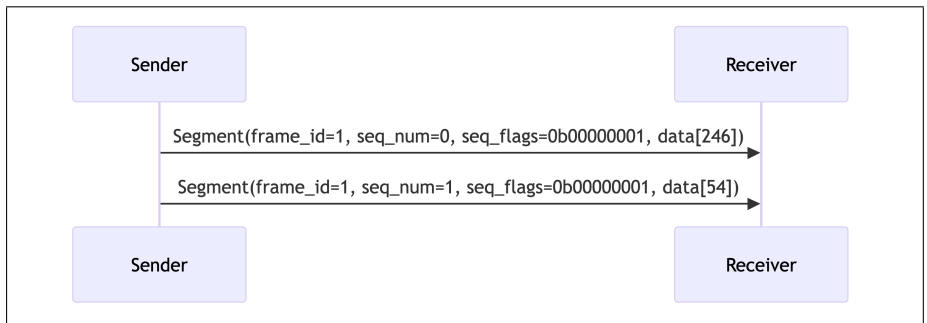 Sender
Receiver
Segment(frame_id=1, seq_num=0, seq_flags=0b00000001, data[246])
Segment(frame_id=1, seq_num=1, seq_flags=0b00000001, data[54])
Sender
Receiver